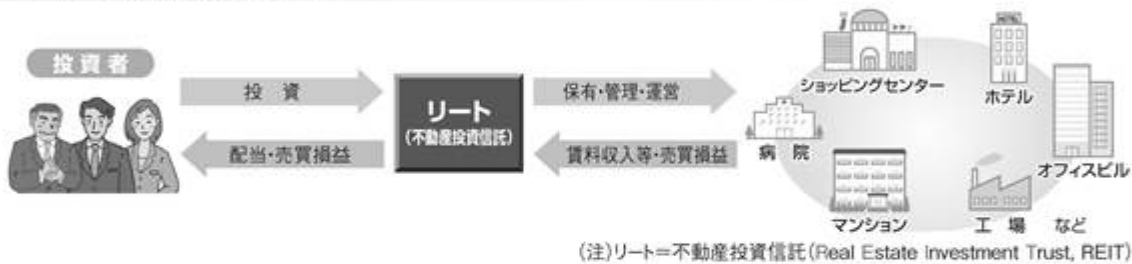 投資者
投 資
配当・売買損益
リート
(不動産投資信託)
保有・管理・運営
賃料収入等・売買損益
ショッピングセンター
HOTEL
ホテル
病 院
オフィスビル
マンション
工 場 など
(注)リート=不動産投資信託(Real Estate Investment Trust, REIT)